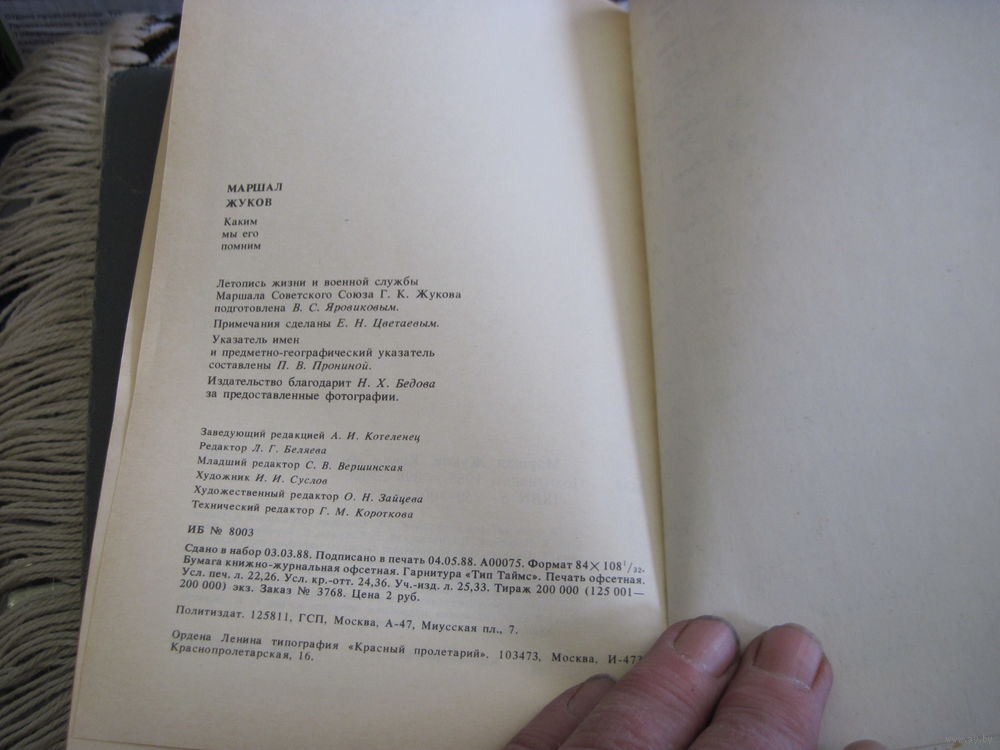 МАРШАЛ
ЖУКОВ
Каким
мы его
помним
Летопись жизни и военной службы
Маршала Советского Союза Г. К. Жукова
подготовлена В. С. Яровиковым.
Примечания сделаны Е. Н. Цветаевым.
Указатель имен
и предметно-географический указатель
составлены П. В. Прониной.
Издательство благодарит Н. Х. Бедова
за предоставленные фотографии.
Заведующий редакцией А. И. Котеленец
Редактор Л. Г. Беляева
Младший редактор С. В. Вершинская
Художник И. И. Суслов
Художественный редактор О. Н. Зайцева
Технический редактор Г. М. Короткова
ИБ № 8003
Сдано в набор 03.03.88. Подписано в печать 04.05.88. А00075. Формат 84×108¹/₃₂.
Бумага книжно-журнальная офсетная. Гарнитура «Тип Таймс». Печать офсетная.
Усл. печ. л. 22,26. Усл. кр.-отт. 24,36. Уч.-изд. л. 25,33. Тираж 200 000 (125 001—
200 000) экз. Заказ № 3768. Цена 2 руб.
Политиздат. 125811, ГСП, Москва, А-47, Миусская пл., 7.
Ордена Ленина типография «Красный пролетарий». 103473, Москва, И-473
Краснопролетарская, 16.